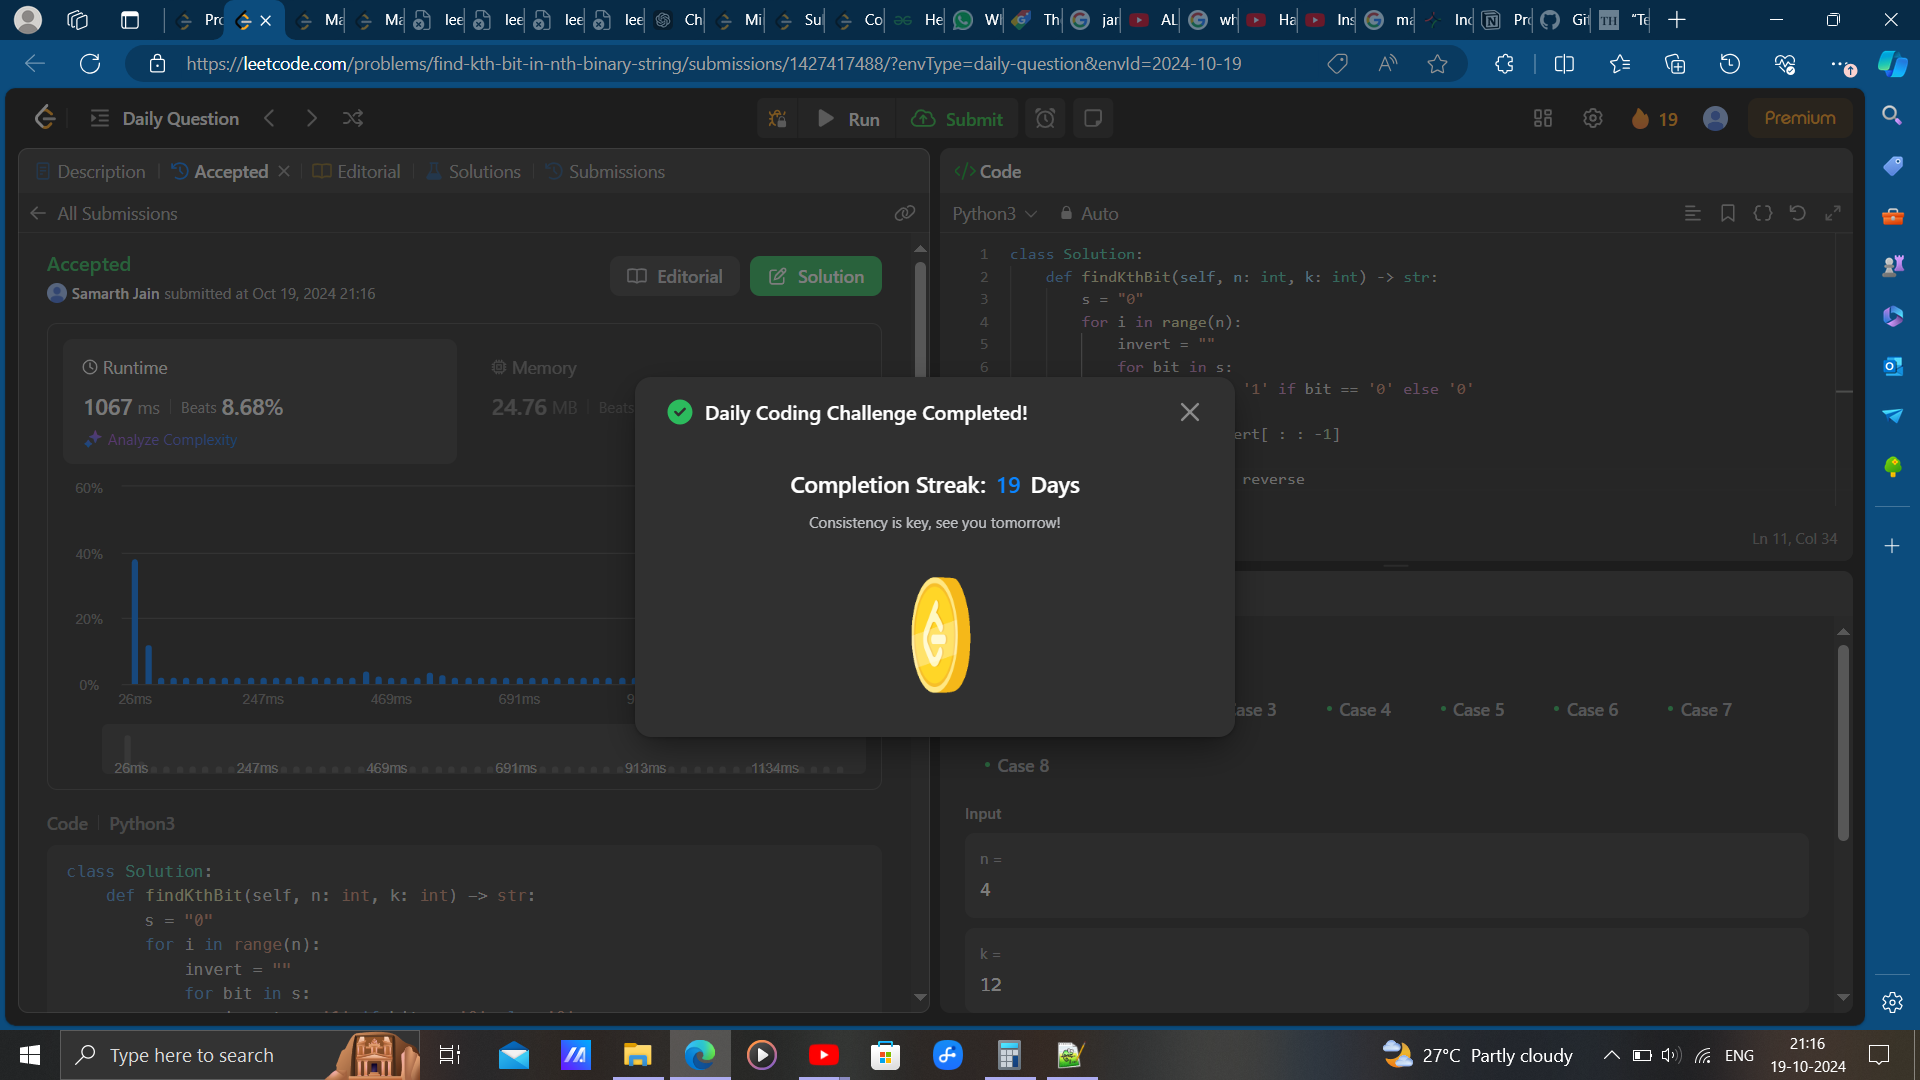 Pro
Ma
Ma
lee
lee
lee
lee
Ch
Mi
Su
Co
He
Th
jar
AL
wh
Ha
Ins
ma
Inc
Pro
Git
"Te
https://leetcode.com/problems/find-kth-bit-in-nth-binary-string/submissions/1427417488/?envType=daily-question&envId=2024-10-19
Daily Question
Run
Submit
19
Premium
Description
Accepted
Editorial
Solutions
Submissions
All Submissions
Accepted
Samarth Jain submitted at Oct 19, 2024 21:16
Editorial
Solution
Runtime
1067 ms
Beats 8.68%
Analyze Complexity
Memory
24.76 MB
Beats
60%
40%
20%
0%
26ms
247ms
469ms
691ms
9
26ms
247ms
469ms
691ms
913ms
1134ms
Code
Python3
class Solution:
def findKthBit(self, n: int, k: int) -> str:
s = "0"
for i in range(n):
invert = ""
for bit in s:
Daily Coding Challenge Completed!
Completion Streak: 19 Days
Consistency is key, see you tomorrow!
</> Code
Python3
Auto
1 class Solution:
2 def findKthBit(self, n: int, k: int) -> str:
3 s = "0"
4 for i in range(n):
5 invert = ""
6 for bit in s:
'1' if bit == '0' else '0'
ert[ : : -1]
reverse
Ln 11, Col 34
ase 3
Case 4
Case 5
Case 6
Case 7
Case 8
Input
n =
4
k =
12
Type here to search
27°C Partly cloudy
ENG
21:16
19-10-2024